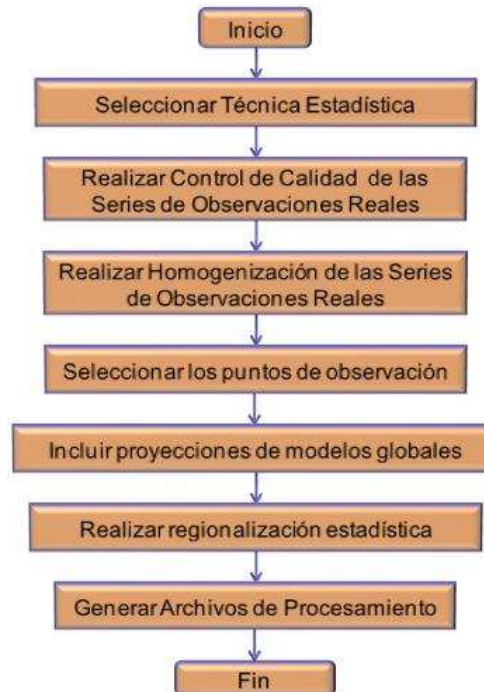 Inicio
Seleccionar Técnica Estadística
Realizar Control de Calidad de las
Series de Observaciones Reales
Realizar Homogenización de las Series
de Observaciones Reales
Seleccionar los puntos de observación
Incluir proyecciones de modelos globales
Realizar regionalización estadística
Generar Archivos de Procesamiento
Fin